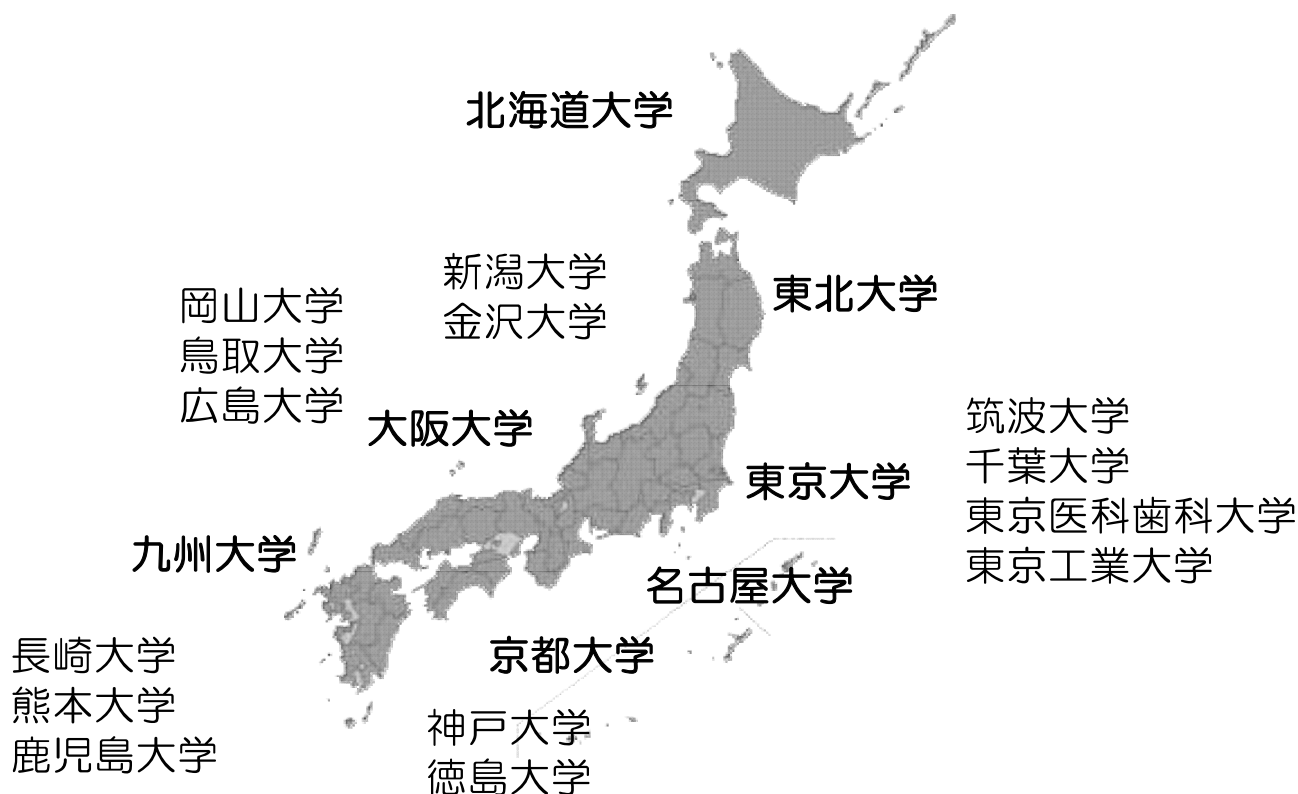 北海道大学
新潟大学
金沢大学
東北大学
岡山大学
鳥取大学
広島大学
大阪大学
東京大学
筑波大学
千葉大学
東京医科歯科大学
東京工業大学
九州大学
名古屋大学
長崎大学
熊本大学
鹿児島大学
京都大学
神戸大学
徳島大学